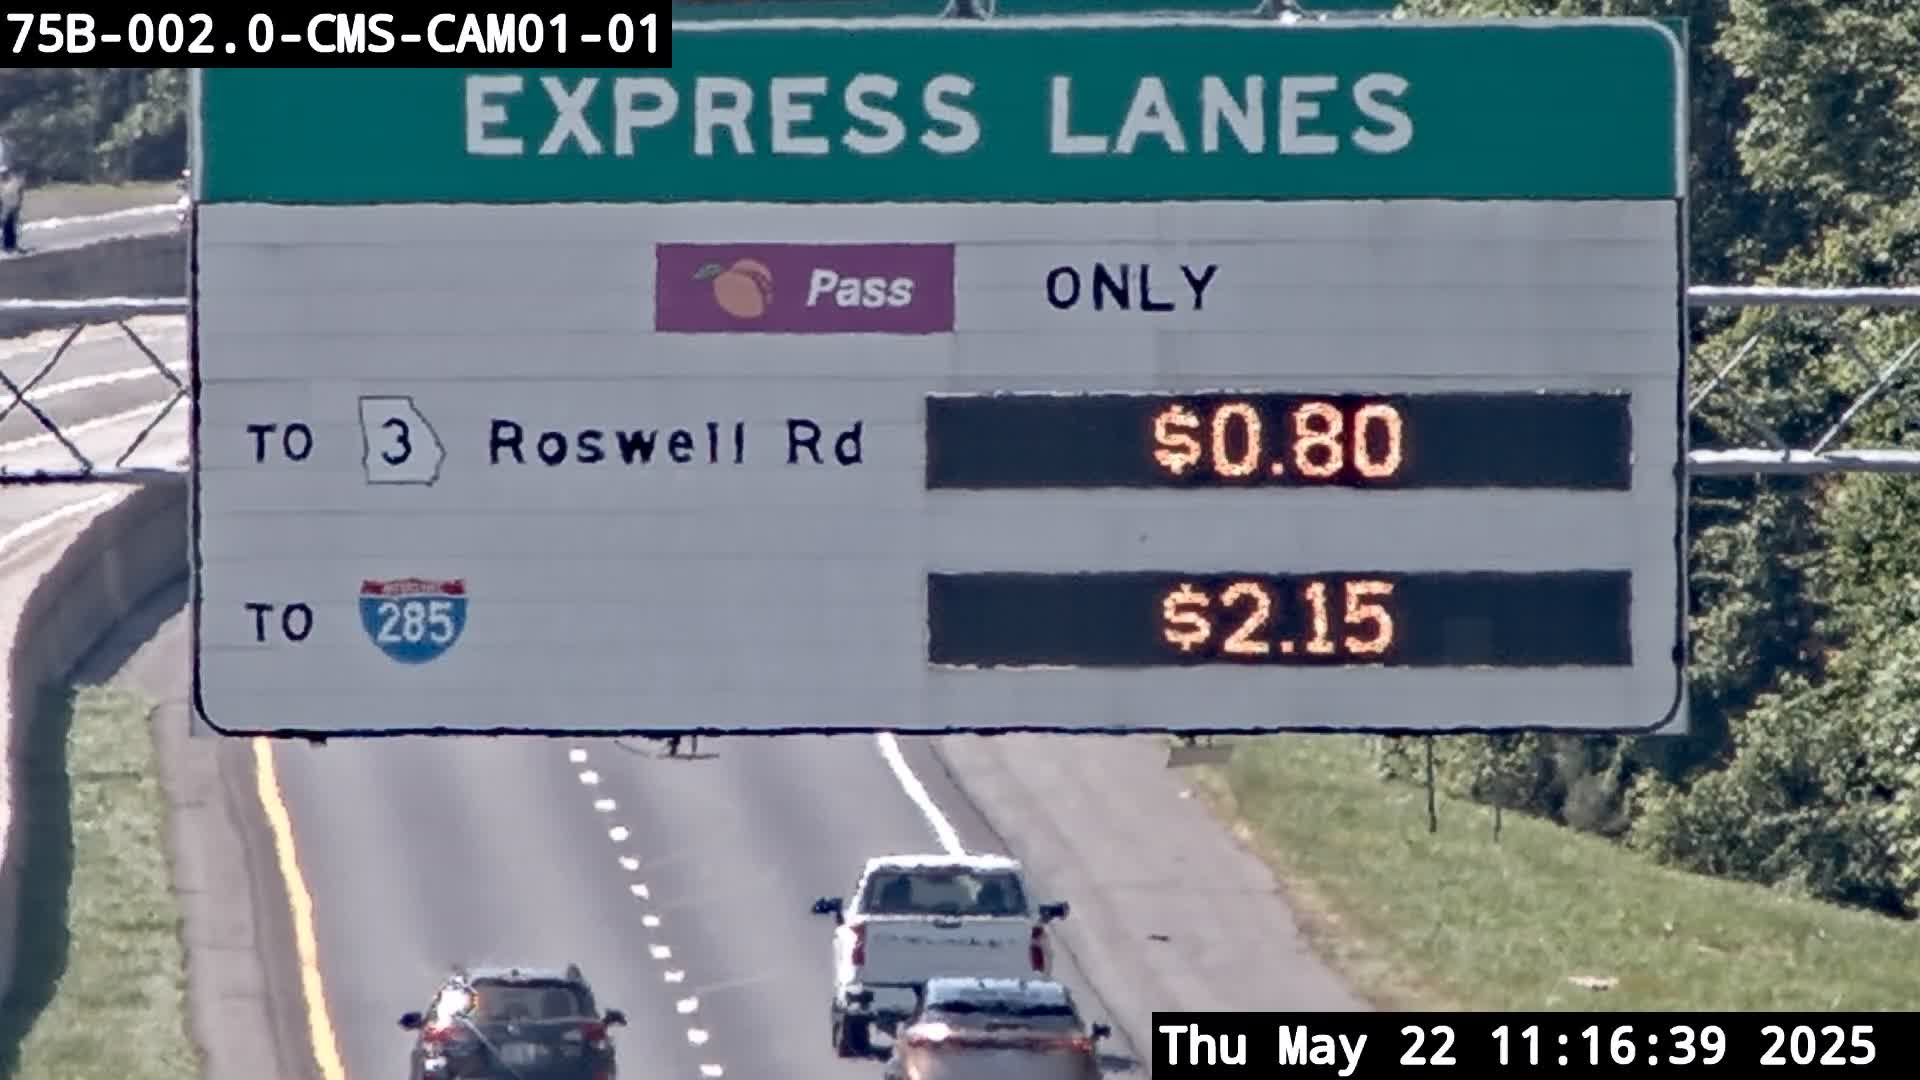 75B-002.0-CMS-CAM01-01
EXPRESS LANES
Pass ONLY
TO 3 Roswell Rd $0.80
INTERSTATE
TO 285 $2.15
Thu May 22 11:16:39 2025